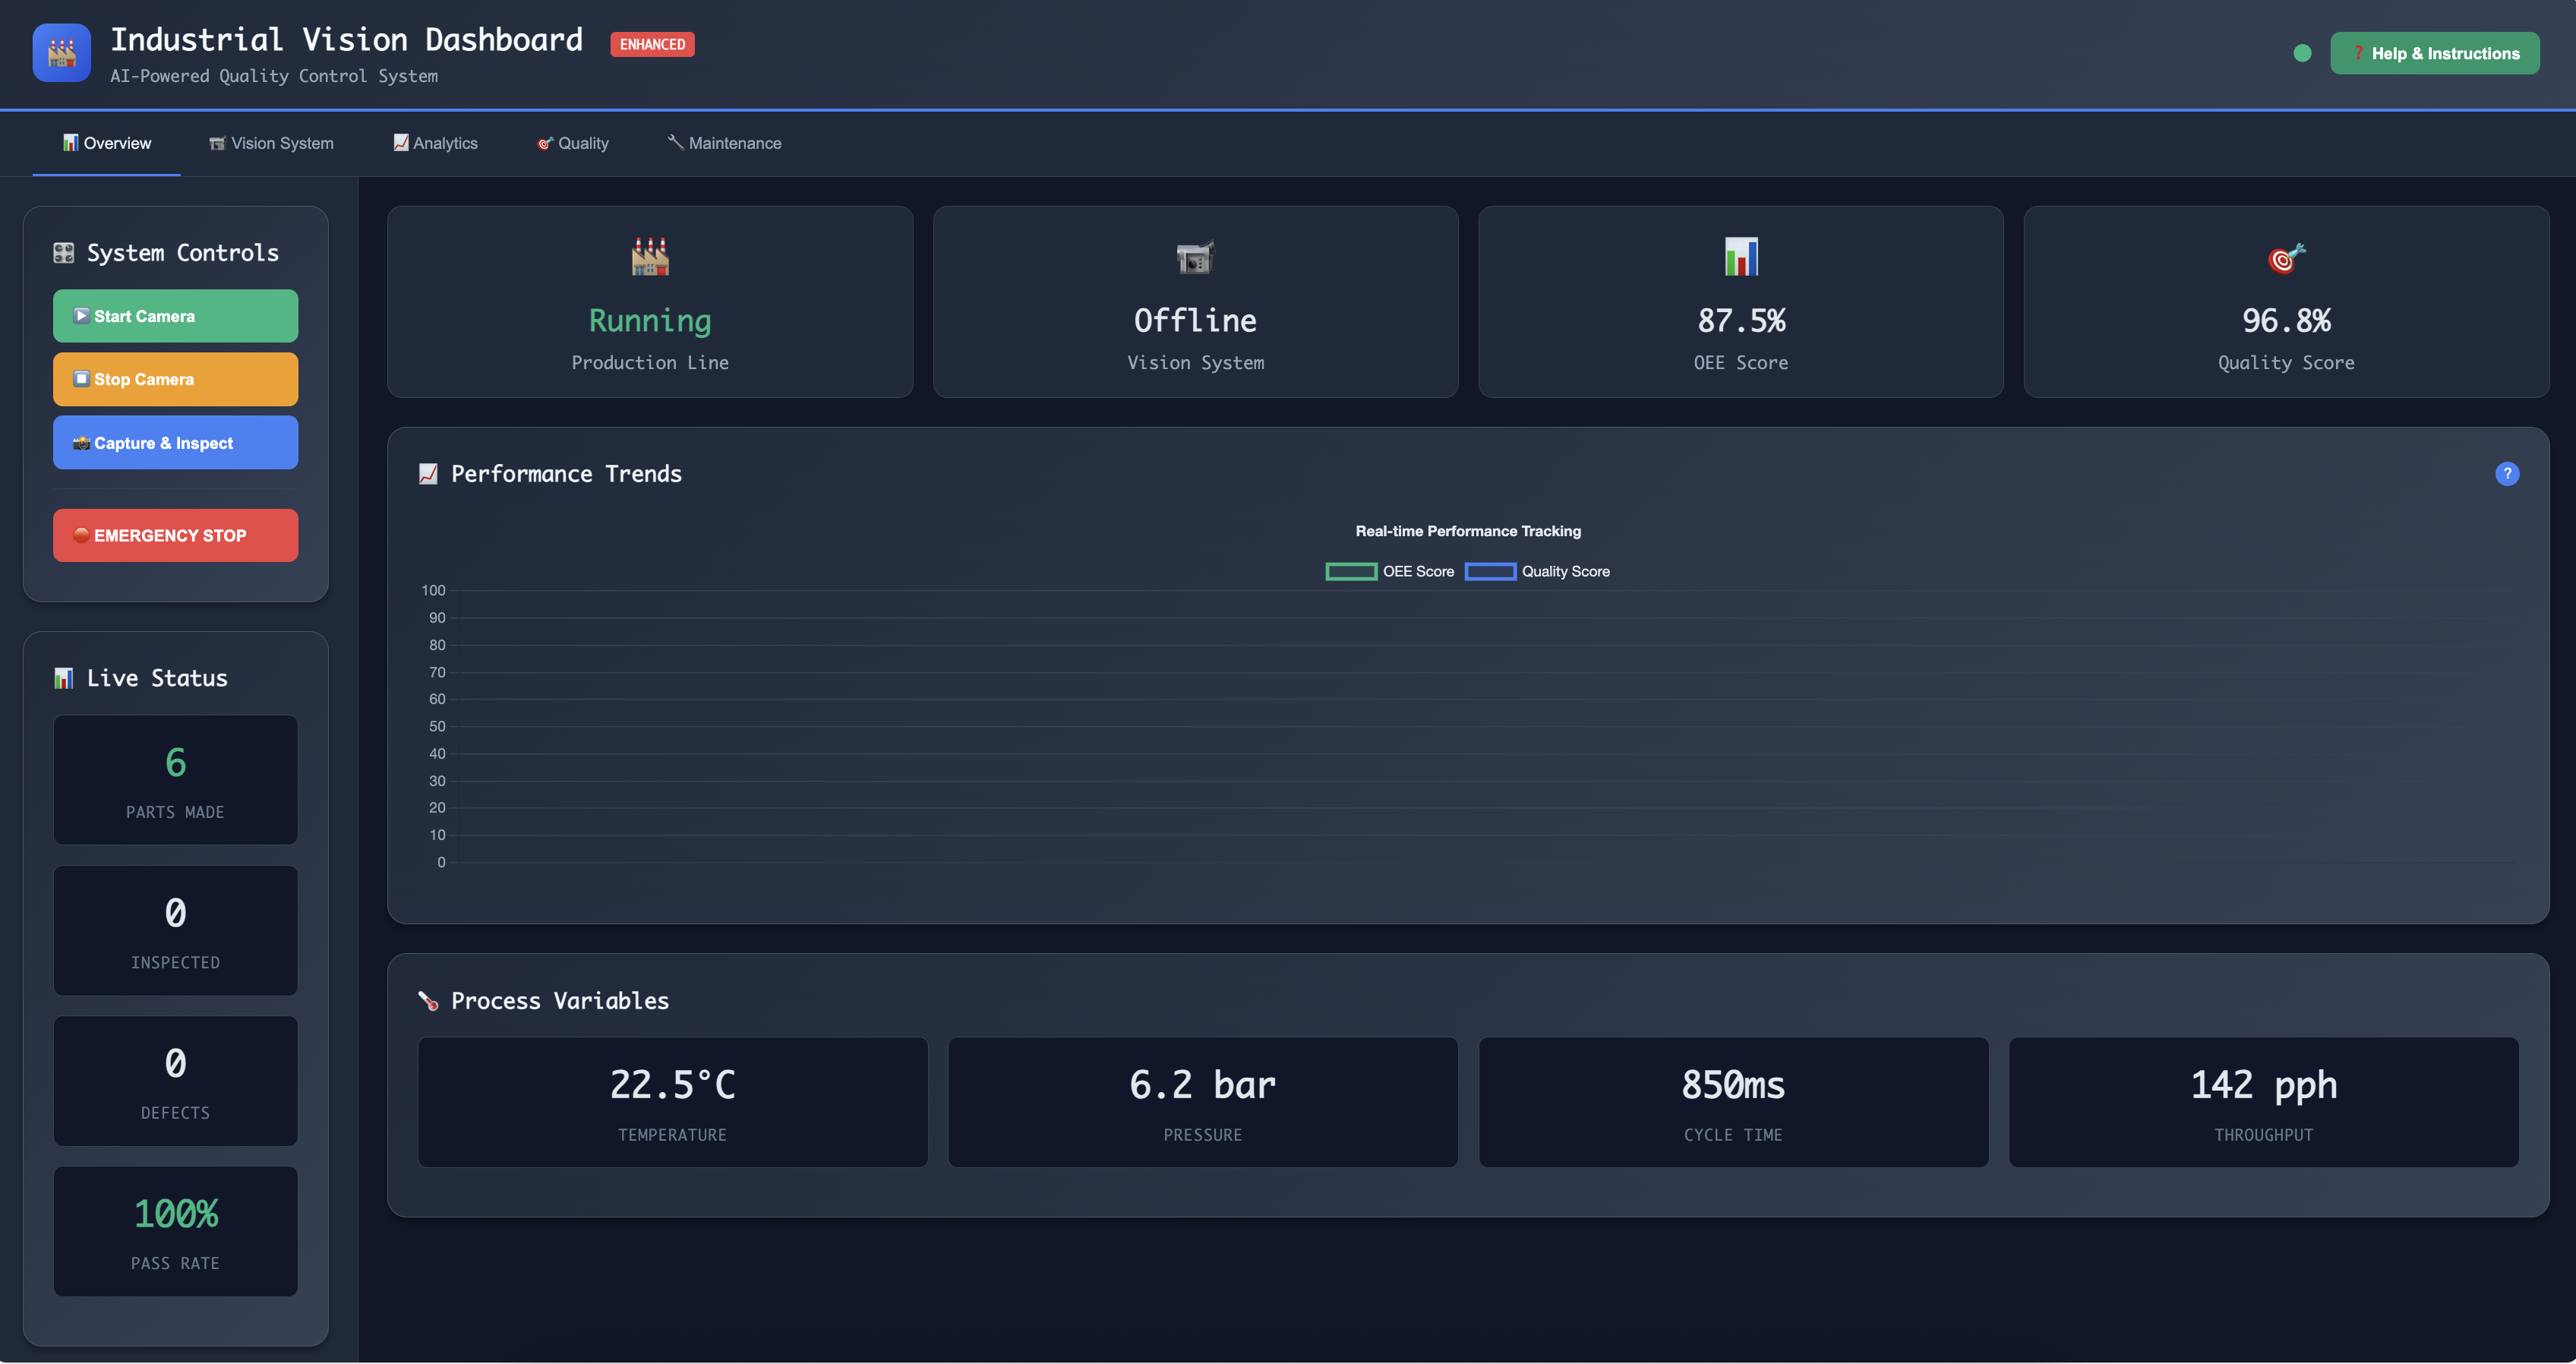 Industrial Vision Dashboard ENHANCED
AI-Powered Quality Control System
Help & Instructions
Overview
Vision System
Analytics
Quality
Maintenance
System Controls
Start Camera
Stop Camera
Capture & Inspect
EMERGENCY STOP
Live Status
6
PARTS MADE
0
INSPECTED
0
DEFECTS
100%
PASS RATE
Running
Production Line
Offline
Vision System
87.5%
OEE Score
96.8%
Quality Score
Performance Trends
?
Real-time Performance Tracking
OEE Score
Quality Score
100
90
80
70
60
50
40
30
20
10
0
Process Variables
22.5°C
TEMPERATURE
6.2 bar
PRESSURE
850ms
CYCLE TIME
142 pph
THROUGHPUT